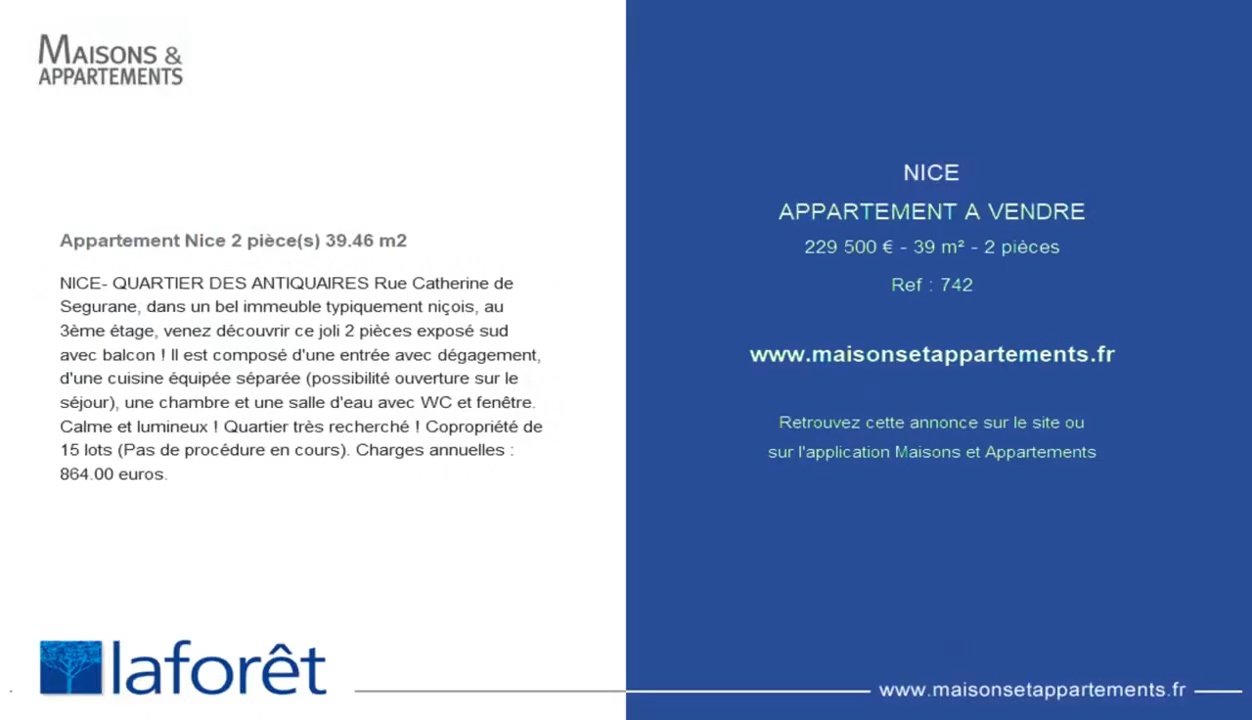 MAISONS &
APPARTEMENTS
Appartement Nice 2 pièce(s) 39.46 m2
NICE- QUARTIER DES ANTIQUAIRES Rue Catherine de
Segurane, dans un bel immeuble typiquement niçois, au
3ème étage, venez découvrir ce joli 2 pièces exposé sud
avec balcon ! Il est composé d'une entrée avec dégagement,
d'une cuisine équipée séparée (possibilité ouverture sur le
séjour), une chambre et une salle d'eau avec WC et fenêtre.
Calme et lumineux ! Quartier très recherché ! Copropriété de
15 lots (Pas de procédure en cours). Charges annuelles :
864.00 euros.
laforêt
NICE
APPARTEMENT A VENDRE
229 500 € - 39 m² - 2 pièces
Ref : 742
www.maisonsetappartements.fr
Retrouvez cette annonce sur le site ou
sur l'application Maisons et Appartements
www.maisonsetappartements.fr